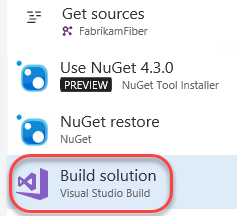 Get sources
FabrikamFiber
Use NuGet 4.3.0
PREVIEW NuGet Tool Installer
NuGet restore
NuGet
Build solution
Visual Studio Build